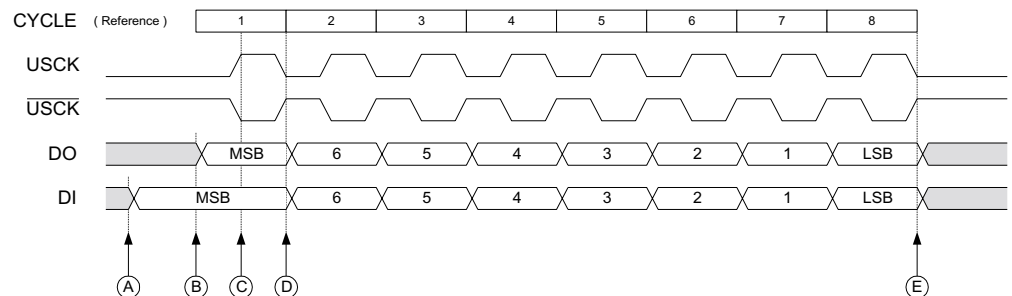 CYCLE ( Reference ) 1 2 3 4 5 6 7 8
USCK
USCK
DO MSB 6 5 4 3 2 1 LSB
DI MSB 6 5 4 3 2 1 LSB
A B C D E